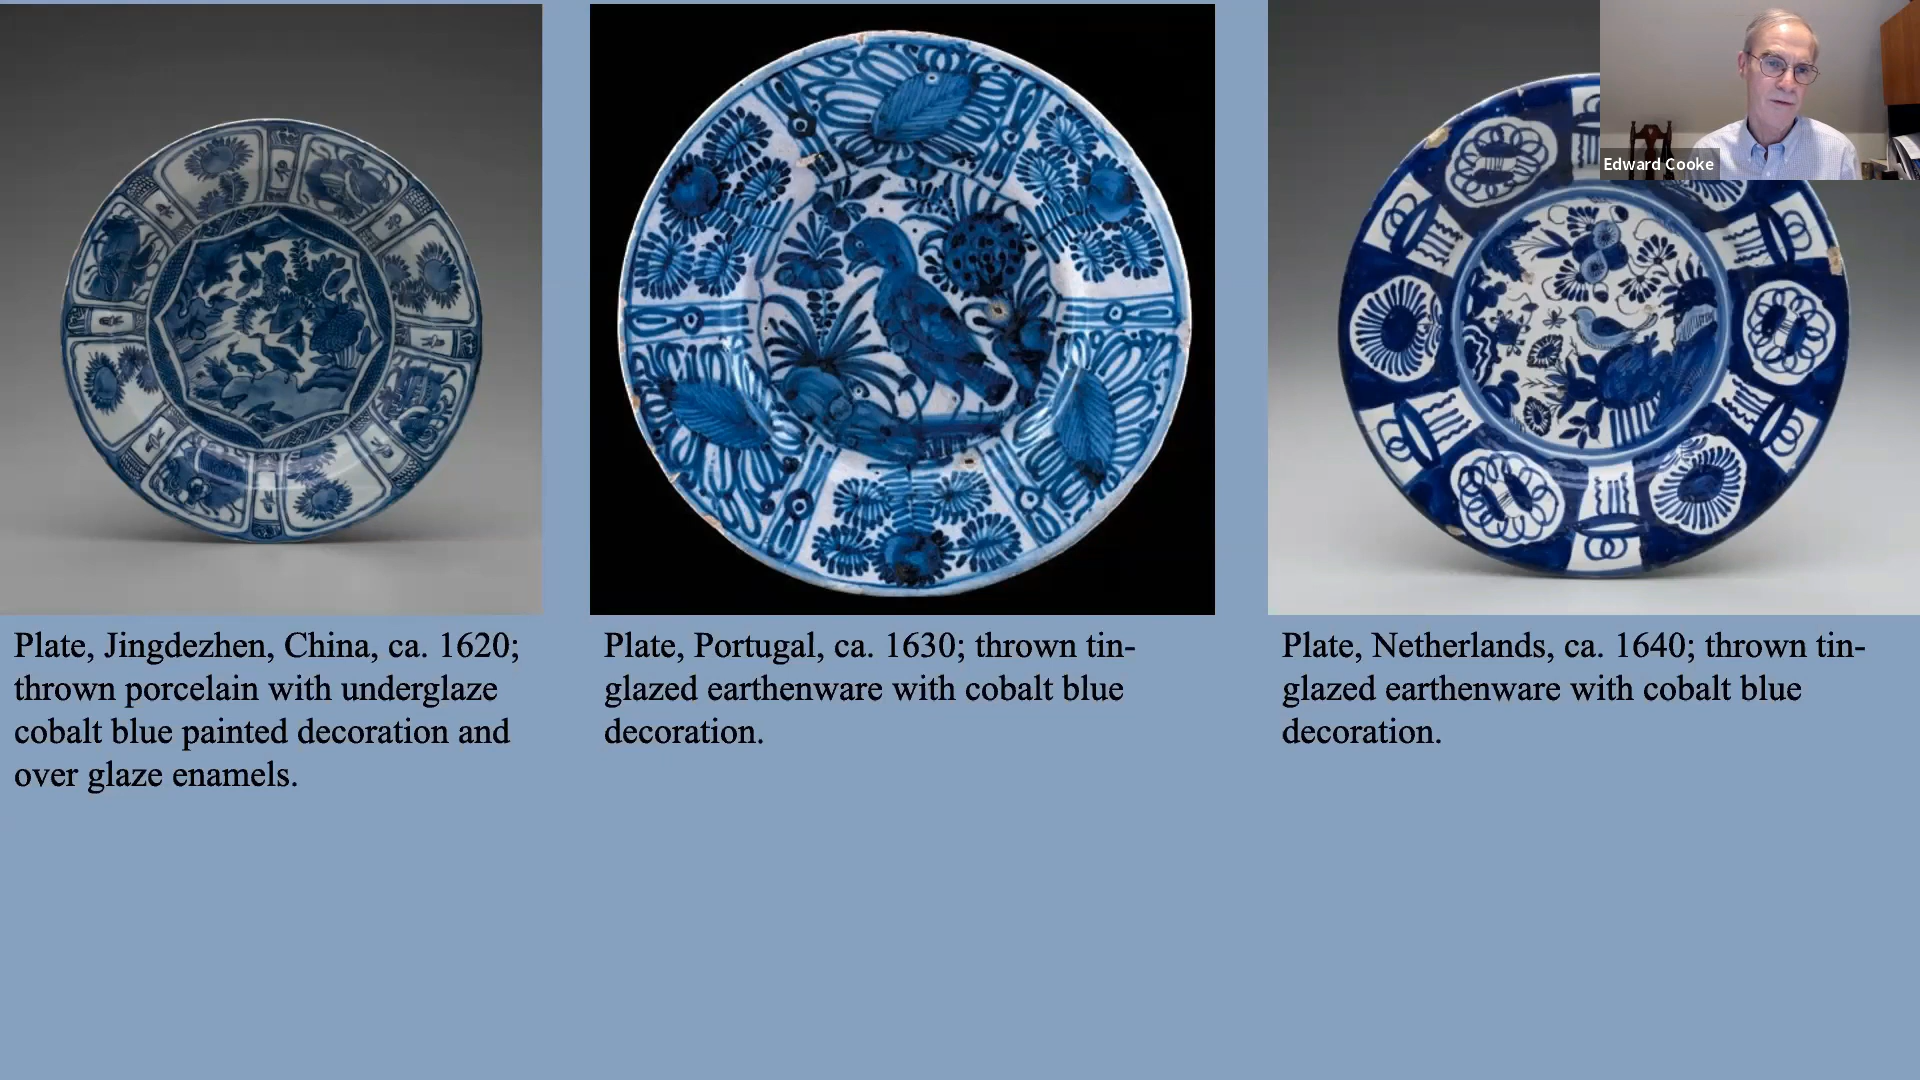 Edward Cooke
Plate, Jingdezhen, China, ca. 1620;
thrown porcelain with underglaze
cobalt blue painted decoration and
over glaze enamels.
Plate, Portugal, ca. 1630; thrown tin-
glazed earthenware with cobalt blue
decoration.
Plate, Netherlands, ca. 1640; thrown tin-
glazed earthenware with cobalt blue
decoration.